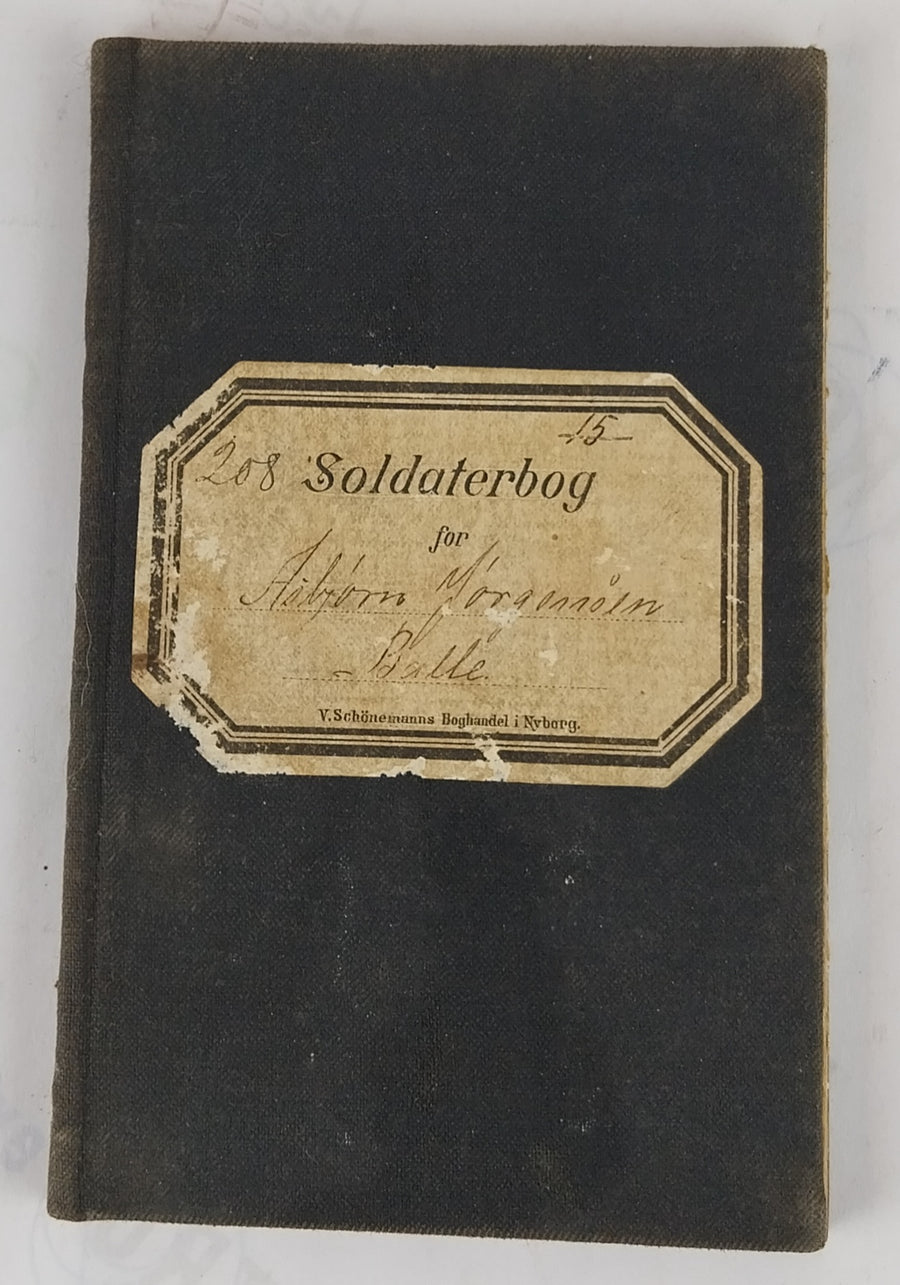 15
208 Soldaterbog
for
Asbjørn Jørgensen
- Balle.
V. Schönemanns Boghandel i Nyborg.